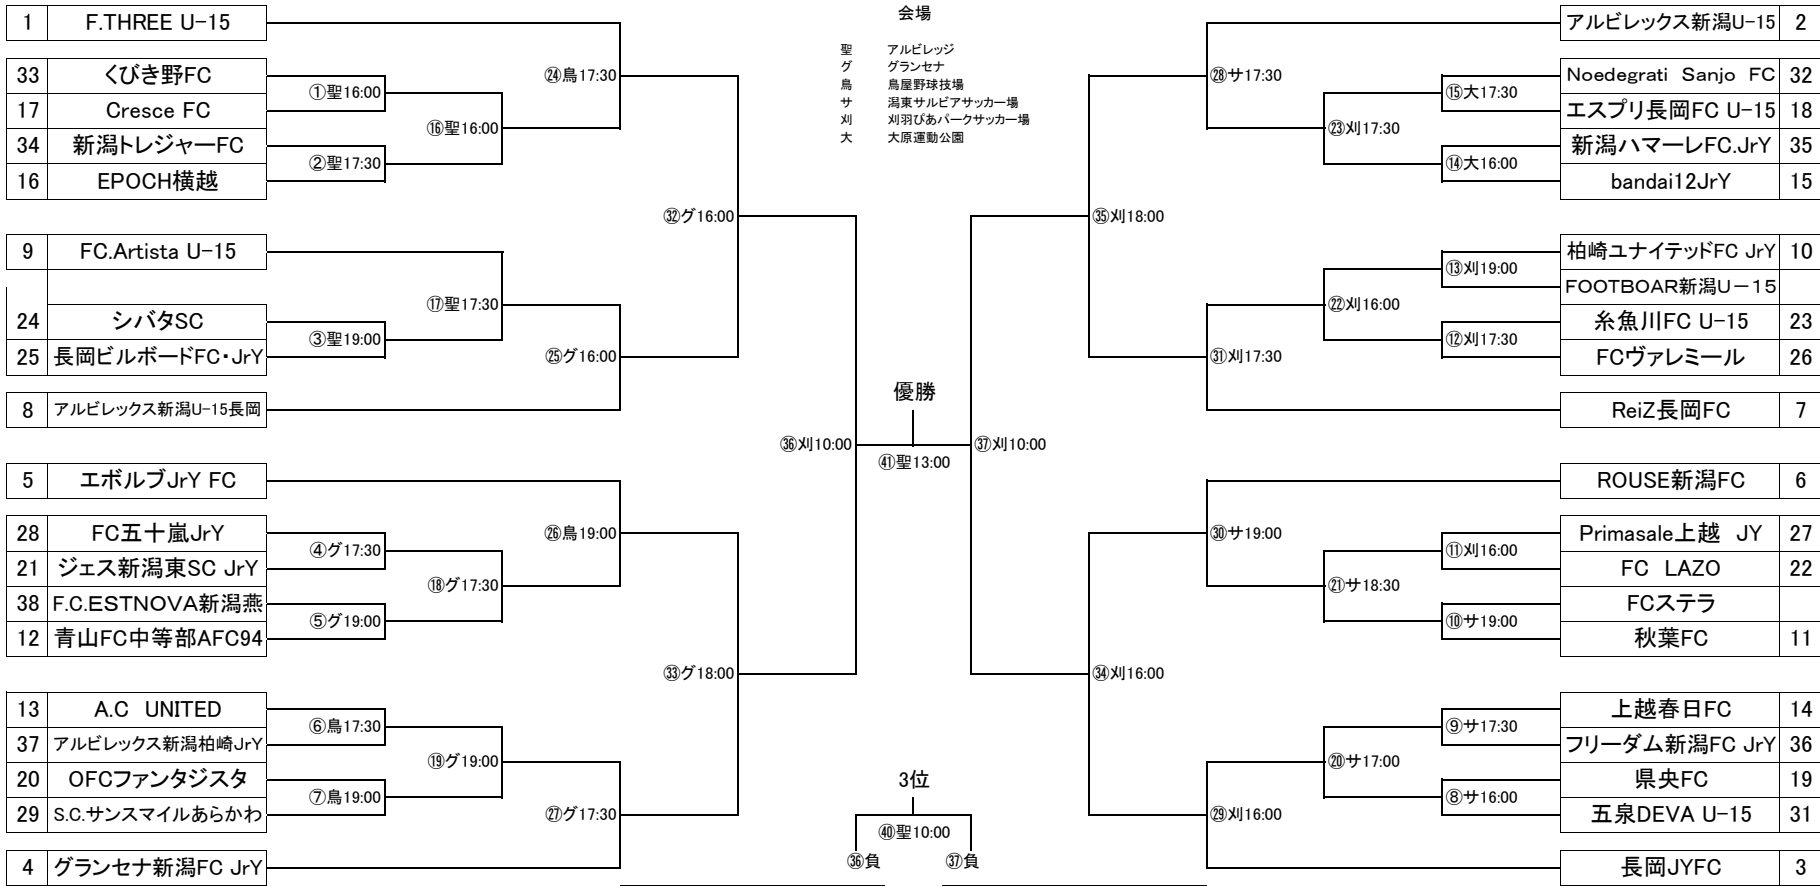 会場
聖 アルビレッジ
グ グランセナ
鳥 鳥屋野球技場
サ 潟東サルビアサッカー場
刈 刈羽ぴあパークサッカー場
大 大原運動公園
1 F.THREE U-15
33 くびき野FC
17 Cresce FC
34 新潟トレジャーFC
16 EPOCH横越
9 FC.Artista U-15
24 シバタSC
25 長岡ビルボードFC・JrY
8 アルビレックス新潟U-15長岡
5 エボルブJrY FC
28 FC五十嵐JrY
21 ジェス新潟東SC JrY
38 F.C.ESTNOVA新潟燕
12 青山FC中等部AFC94
13 A.C UNITED
37 アルビレックス新潟柏崎JrY
20 OFCファンタジスタ
29 S.C.サンスマイルあらかわ
4 グランセナ新潟FC JrY
①聖16:00
②聖17:30
③聖19:00
④グ17:30
⑤グ19:00
⑥鳥17:30
⑦鳥19:00
⑯聖16:00
⑰聖17:30
⑱グ17:30
⑲グ19:00
㉔鳥17:30
㉕グ16:00
㉖鳥19:00
㉗グ17:30
㉜グ16:00
㉝グ18:00
㊱刈10:00
優勝
㊶聖13:00
㊲刈10:00
3位
㊵聖10:00
㊱負
㊲負
㉟刈18:00
㉞刈16:00
㉘サ17:30
㉛刈17:30
㉚サ19:00
㉙刈16:00
㉓刈17:30
㉒刈16:00
㉑サ18:30
⑳サ17:00
⑮大17:30
⑭大16:00
⑬刈19:00
⑫刈17:30
⑪刈16:00
⑩サ19:00
⑨サ17:30
⑧サ16:00
アルビレックス新潟U-15 2
Noedegrati Sanjo FC 32
エスプリ長岡FC U-15 18
新潟ハマーレFC.JrY 35
bandai12JrY 15
柏崎ユナイテッドFC JrY 10
FOOTBOAR新潟U－15
糸魚川FC U-15 23
FCヴァレミール 26
ReiZ長岡FC 7
ROUSE新潟FC 6
Primasale上越 JY 27
FC LAZO 22
FCステラ
秋葉FC 11
上越春日FC 14
フリーダム新潟FC JrY 36
県央FC 19
五泉DEVA U-15 31
長岡JYFC 3